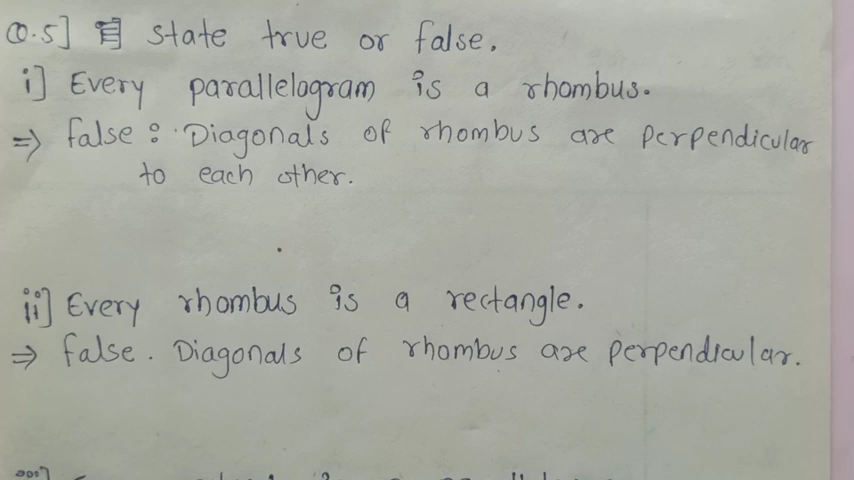 Q.5] state true or false.
i] Every parallelogram is a rhombus.
⇒ false : Diagonals of rhombus are perpendicular
to each other.
ii] Every rhombus is a rectangle.
⇒ false. Diagonals of rhombus are perpendicular.